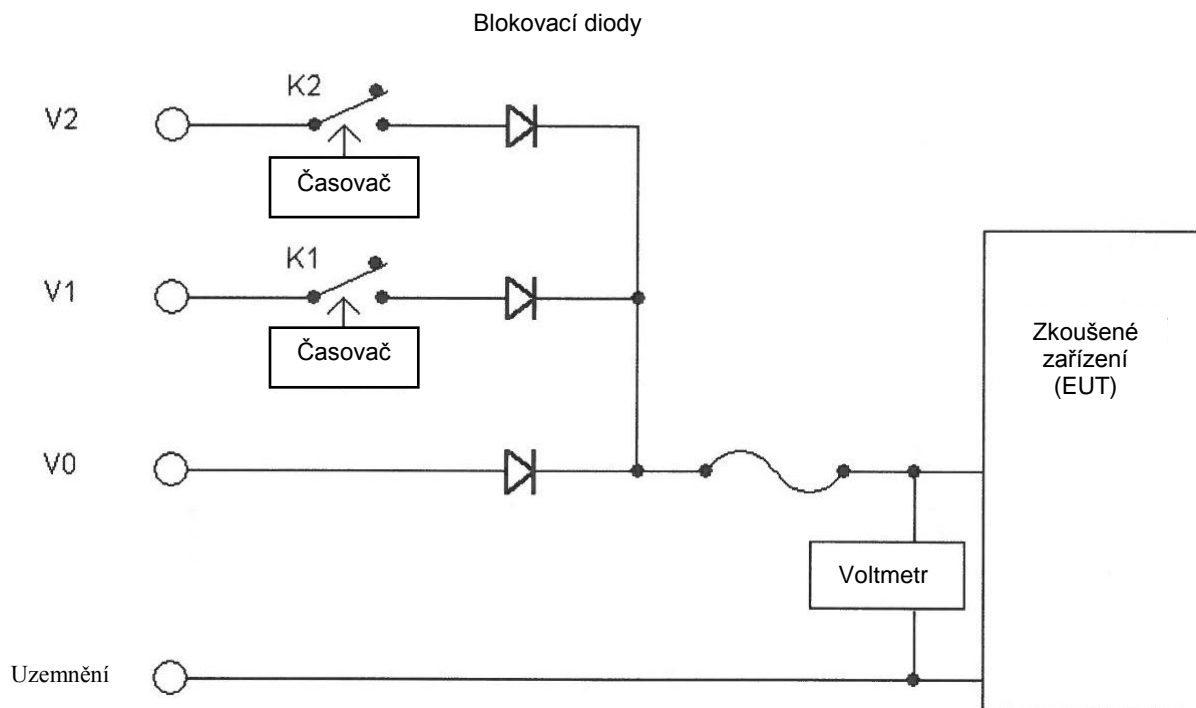 Blokovací diody
K2
V2
Časovač
K1
V1
Časovač
Zkoušené
zařízení
(EUT)
V0
Voltmetr
Uzemnění